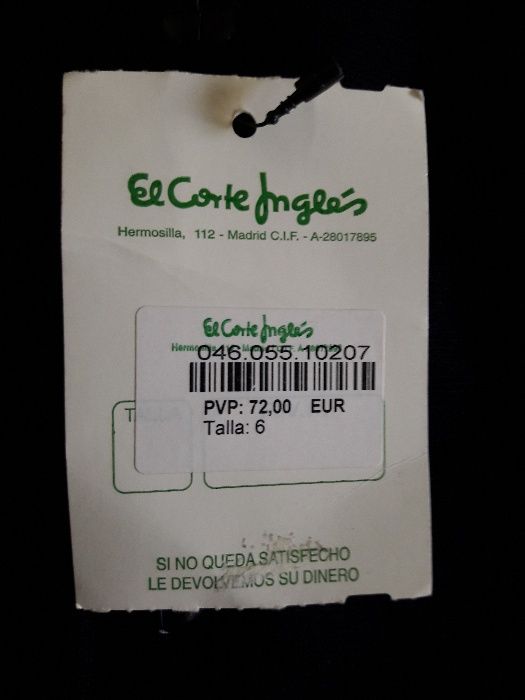 El Corte Inglés
Hermosilla, 112 - Madrid C.I.F. - A-28017895
El Corte Inglés
046.055.10207
PVP: 72,00 EUR
Talla: 6
SI NO QUEDA SATISFECHO
LE DEVOLVEMOS SU DINERO